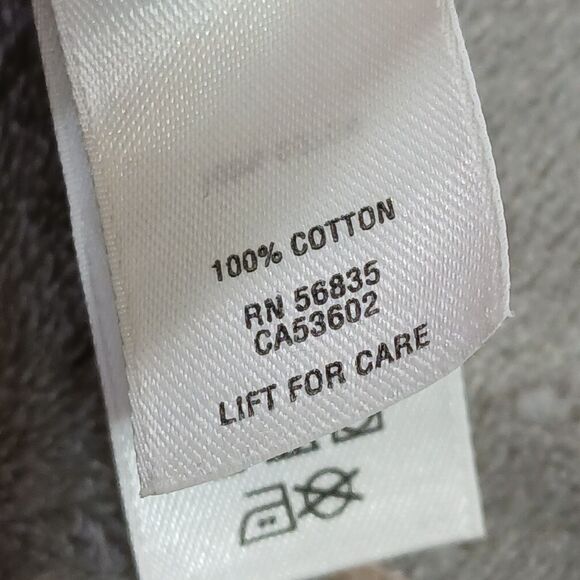 100% COTTON
RN 56835
CA53602
LIFT FOR CARE